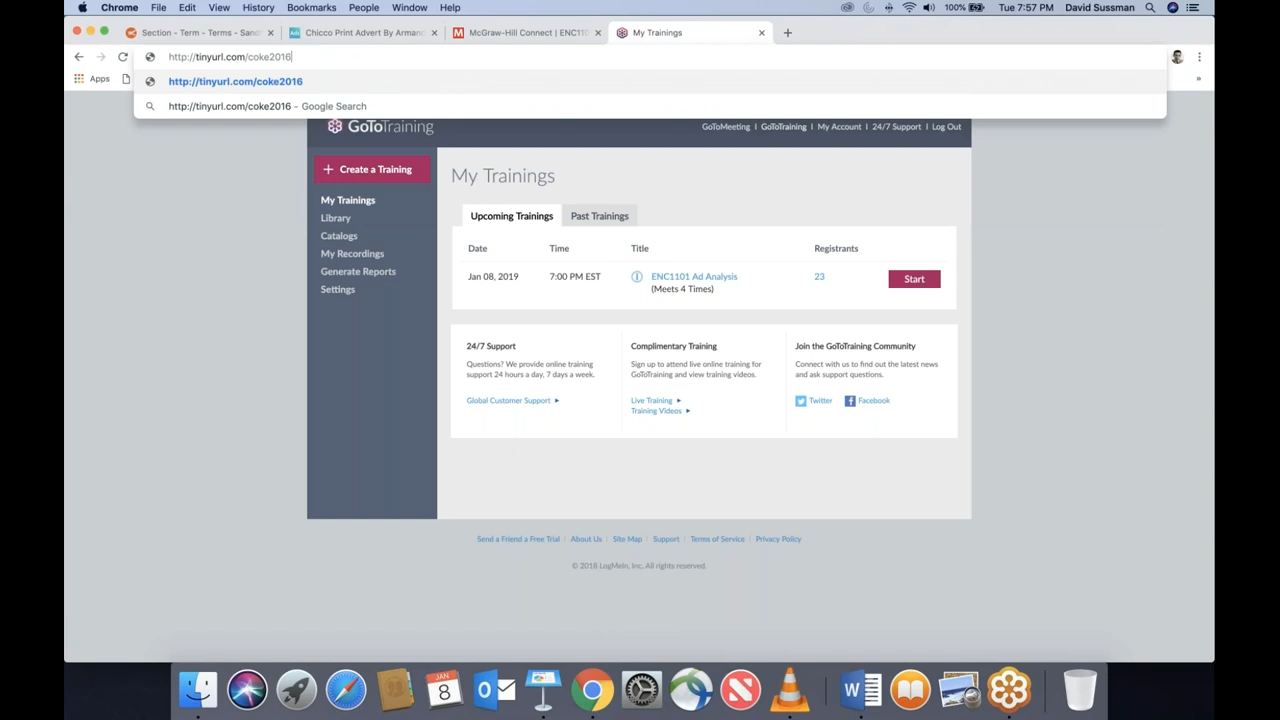 Chrome File Edit View History Bookmarks People Window Help 100% Tue 7:57 PM David Sussman
Section - Term - Terms - Sand
Chicco Print Advert By Armand
McGraw-Hill Connect | ENC110
My Trainings
http://tinyurl.com/coke2016
Apps
http://tinyurl.com/coke2016
http://tinyurl.com/coke2016 - Google Search
»
GoToTraining
GoToMeeting | GoToTraining | My Account | 24/7 Support | Log Out
+ Create a Training
My Trainings
Library
Catalogs
My Recordings
Generate Reports
Settings
My Trainings
Upcoming Trainings Past Trainings
Date Time Title Registrants
Jan 08, 2019 7:00 PM EST ENC1101 Ad Analysis 23 Start
(Meets 4 Times)
24/7 Support
Questions? We provide online training
support 24 hours a day, 7 days a week.
Global Customer Support
Complimentary Training
Sign up to attend live online training for
GoToTraining and view training videos.
Live Training
Training Videos
Join the GoToTraining Community
Connect with us to find out the latest news
and ask support questions.
Twitter Facebook
Send a Friend a Free Trial | About Us | Site Map | Support | Terms of Service | Privacy Policy
© 2018 LogMeIn, Inc. All rights reserved.
JAN
8